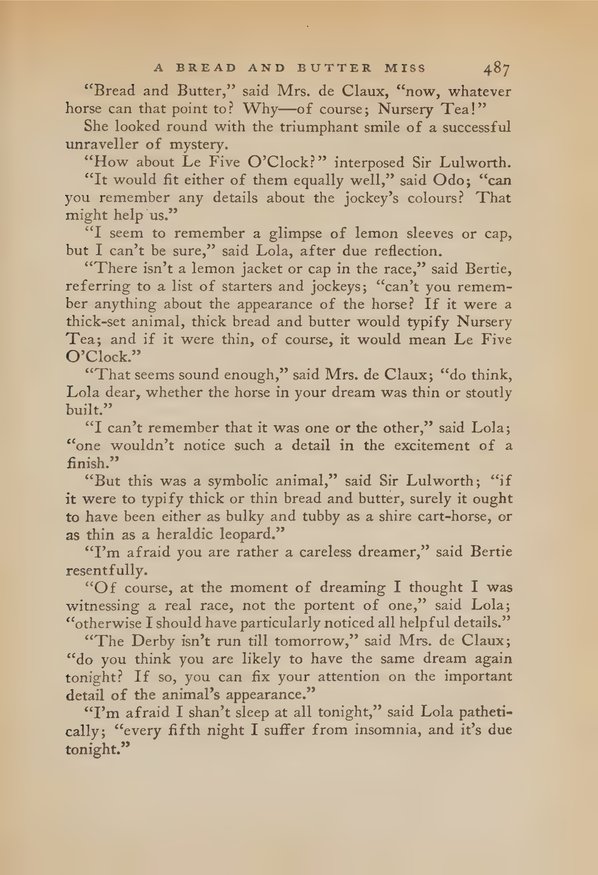 A BREAD AND BUTTER MISS 487
“Bread and Butter,” said Mrs. de Claux, “now, whatever
horse can that point to? Why—of course; Nursery Tea!”
She looked round with the triumphant smile of a successful
unraveller of mystery.
“How about Le Five O’Clock?” interposed Sir Lulworth.
“It would fit either of them equally well,” said Odo; “can
you remember any details about the jockey’s colours? That
might help us.”
“I seem to remember a glimpse of lemon sleeves or cap,
but I can’t be sure,” said Lola, after due reflection.
“There isn’t a lemon jacket or cap in the race,” said Bertie,
referring to a list of starters and jockeys; “can’t you remem-
ber anything about the appearance of the horse? If it were a
thick-set animal, thick bread and butter would typify Nursery
Tea; and if it were thin, of course, it would mean Le Five
O’Clock.”
“That seems sound enough,” said Mrs. de Claux; “do think,
Lola dear, whether the horse in your dream was thin or stoutly
built.”
“I can’t remember that it was one or the other,” said Lola;
“one wouldn’t notice such a detail in the excitement of a
finish.”
“But this was a symbolic animal,” said Sir Lulworth; “if
it were to typify thick or thin bread and butter, surely it ought
to have been either as bulky and tubby as a shire cart-horse, or
as thin as a heraldic leopard.”
“I’m afraid you are rather a careless dreamer,” said Bertie
resentfully.
“Of course, at the moment of dreaming I thought I was
witnessing a real race, not the portent of one,” said Lola;
“otherwise I should have particularly noticed all helpful details.”
“The Derby isn’t run till tomorrow,” said Mrs. de Claux;
“do you think you are likely to have the same dream again
tonight? If so, you can fix your attention on the important
detail of the animal’s appearance.”
“I’m afraid I shan’t sleep at all tonight,” said Lola patheti-
cally; “every fifth night I suffer from insomnia, and it’s due
tonight.”